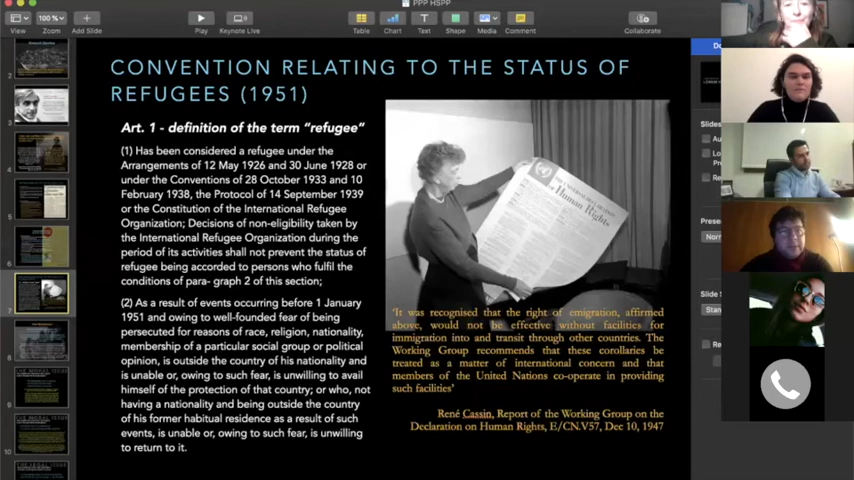 PPP HSPP
100 %
View
Zoom
Add Slide
Play
Keynote Live
Table
Chart
Text
Shape
Media
Comment
Collaborate
CONVENTION RELATING TO THE STATUS OF
REFUGEES (1951)
Art. 1 - definition of the term "refugee"
(1) Has been considered a refugee under the
Arrangements of 12 May 1926 and 30 June 1928 or
under the Conventions of 28 October 1933 and 10
February 1938, the Protocol of 14 September 1939
or the Constitution of the International Refugee
Organization; Decisions of non-eligibility taken by
the International Refugee Organization during the
period of its activities shall not prevent the status of
refugee being accorded to persons who fulfil the
conditions of para- graph 2 of this section;
(2) As a result of events occurring before 1 January
1951 and owing to well-founded fear of being
persecuted for reasons of race, religion, nationality,
membership of a particular social group or political
opinion, is outside the country of his nationality and
is unable or, owing to such fear, is unwilling to avail
himself of the protection of that country; or who, not
having a nationality and being outside the country
of his former habitual residence as a result of such
events, is unable or, owing to such fear, is unwilling
to return to it.
Human Rights
'It was recognised that the right of emigration, affirmed
above, would not be effective without facilities for
immigration into and transit through other countries. The
Working Group recommends that these corollaries be
treated as a matter of international concern and that
members of the United Nations co-operate in providing
such facilities'
René Cassin, Report of the Working Group on the
Declaration on Human Rights, E/CN.V57, Dec 10, 1947
5
6
7
8
9
10